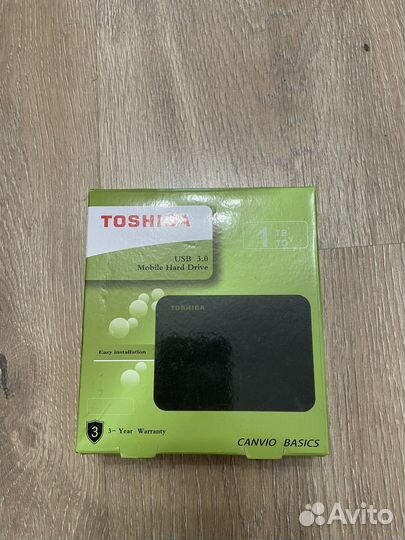 TOSHIBA
1 TB
TO
USB 3.0
Mobile Hard Drive
TOSHIBA
Easy installation
3
3- Year Warranty
CANVIO BASICS
Avito